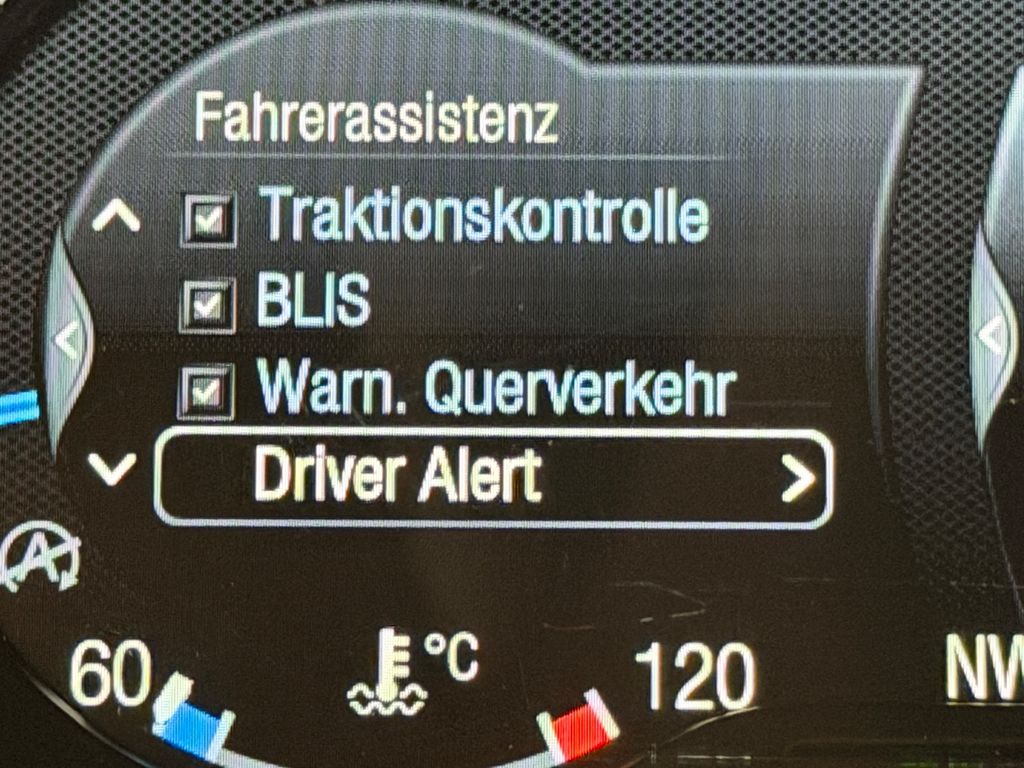 Fahrerassistenz
Traktionskontrolle
BLIS
Warn. Querverkehr
Driver Alert
A
60 °C 120 NW